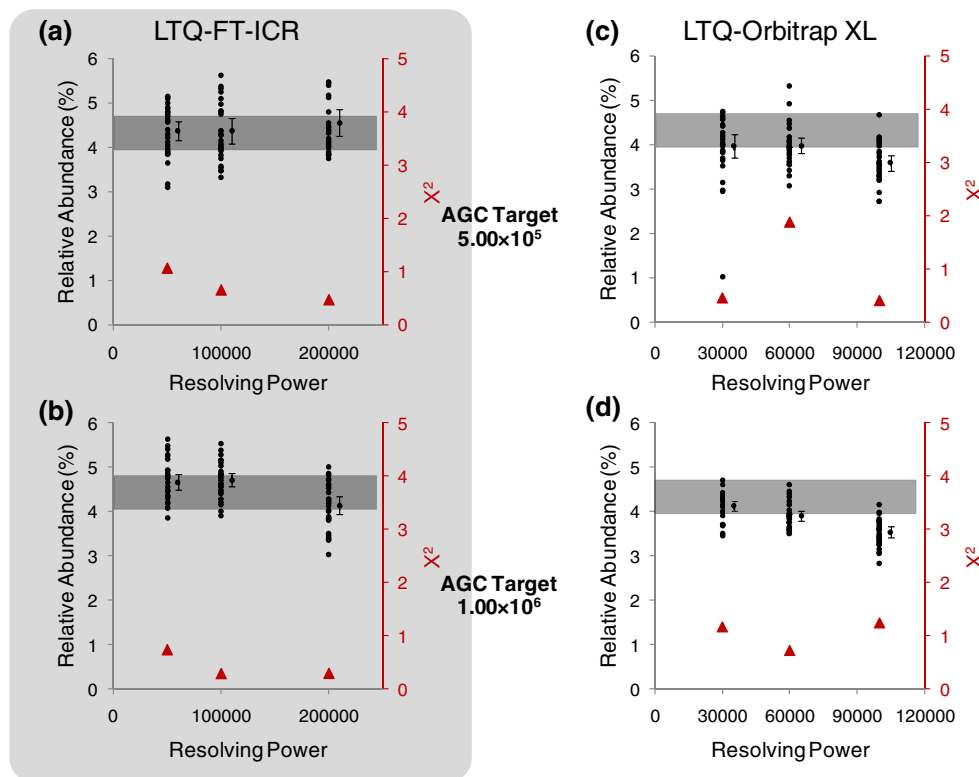 LTQ-FT-ICR
LTQ-Orbitrap XL
(a)
Relative Abundance (%)
6
5
4
3
2
1
0
5
4
3
2
1
0
X²
0 100000 200000
Resolving Power
AGC Target
5.00×10⁵
(c)
Relative Abundance (%)
6
5
4
3
2
1
0
5
4
3
2
1
0
X²
0 30000 60000 90000 120000
Resolving Power
(b)
Relative Abundance (%)
6
5
4
3
2
1
0
5
4
3
2
1
0
X²
0 100000 200000
Resolving Power
AGC Target
1.00×10⁶
(d)
Relative Abundance (%)
6
5
4
3
2
1
0
5
4
3
2
1
0
X²
0 30000 60000 90000 120000
Resolving Power